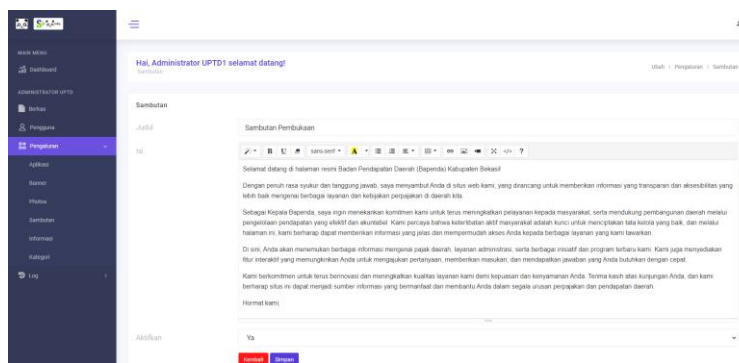 MAIN MENU
Dashboard
ADMINISTRATOR UPTD
Berkas
Pengguna
Pengaturan
Aplikasi
Banner
Photos
Sambutan
Informasi
Kategori
Log
Hai, Administrator UPTD1 selamat datang!
Sambutan
Ubah > Pengaturan > Sambutan
Sambutan
Judul
Sambutan Pembukaan
Isi
B U sans-serif A </> ?
Selamat datang di halaman resmi Badan Pendapatan Daerah (Bapenda) Kabupaten Bekasi!
Dengan penuh rasa syukur dan tanggung jawab, saya menyambut Anda di situs web kami, yang dirancang untuk memberikan informasi yang transparan dan aksesibilitas yang
lebih baik mengenai berbagai layanan dan kebijakan perpajakan di daerah kita.
Sebagai Kepala Bapenda, saya ingin menekankan komitmen kami untuk terus meningkatkan pelayanan kepada masyarakat, serta mendukung pembangunan daerah melalui
pengelolaan pendapatan yang efektif dan akuntabel. Kami percaya bahwa keterlibatan aktif masyarakat adalah kunci untuk menciptakan tata kelola yang baik, dan melalui
halaman ini, kami berharap dapat memberikan informasi yang jelas dan mempermudah akses Anda kepada berbagai layanan yang kami tawarkan.
Di sini, Anda akan menemukan berbagai informasi mengenai pajak daerah, layanan administrasi, serta berbagai inisiatif dan program terbaru kami. Kami juga menyediakan
fitur interaktif yang memungkinkan Anda untuk mengajukan pertanyaan, memberikan masukan, dan mendapatkan jawaban yang Anda butuhkan dengan cepat.
Kami berkomitmen untuk terus berinovasi dan meningkatkan kualitas layanan kami demi kepuasan dan kenyamanan Anda. Terima kasih atas kunjungan Anda, dan kami
berharap situs ini dapat menjadi sumber informasi yang bermanfaat dan membantu Anda dalam segala urusan perpajakan dan pendapatan daerah.
Hormat kami,
Aktifkan
Ya
Kembali Simpan